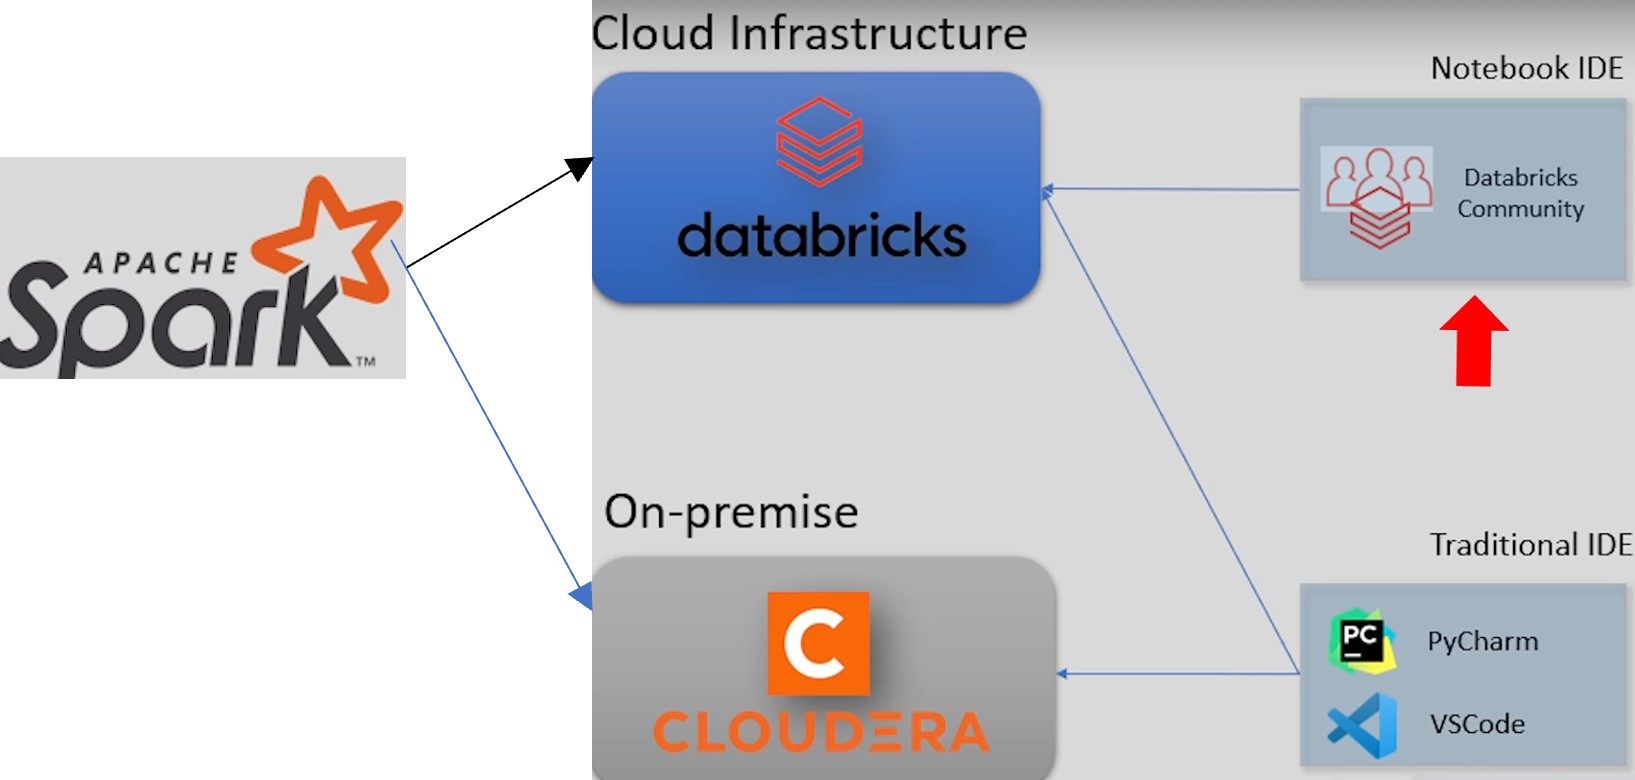 Cloud Infrastructure
Notebook IDE
databricks
Databricks
Community
APACHE
Spark™
On-premise
Traditional IDE
C
CLOUDERA
PC
PyCharm
VSCode